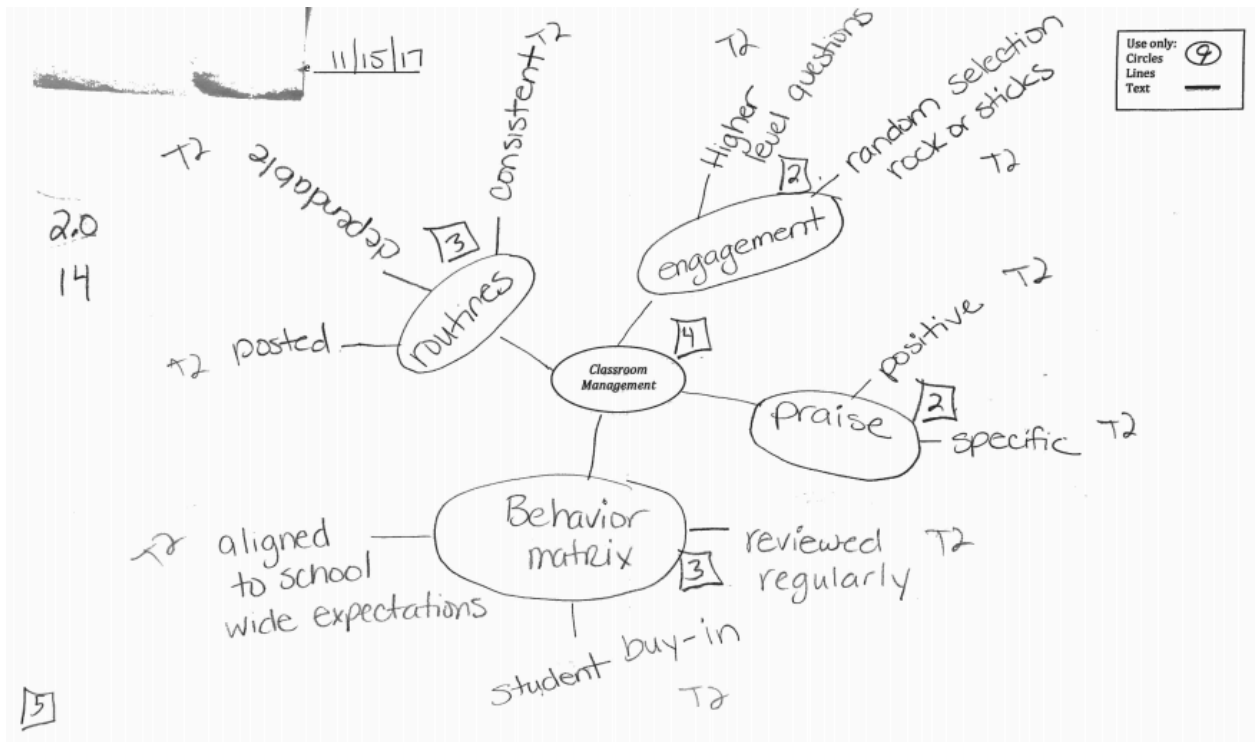 11/15/17
Use only:
Circles
Lines
Text
2.0
14
T2
dependable
consistent
T2
T2
posted
3
routines
T2
Higher
level questions
2
random selection
rock or sticks
T2
engagement
4
Classroom
Management
positive
T2
praise
2
specific
T2
Behavior
matrix
3
T2
aligned
to school
wide expectations
reviewed
regularly
T2
student buy-in
T2
5